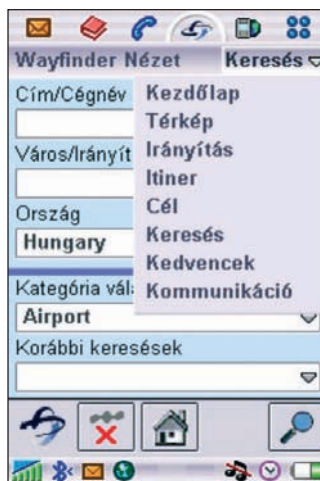 Wayfinder Nézet Keresés
Cím/Cégnév
Kezdőlap
Térkép
Város/Irányít
Irányítás
Itiner
Ország
Cél
Hungary
Keresés
Kedvencek
Kategória vál
Kommunikáció
Airport
Korábbi keresések